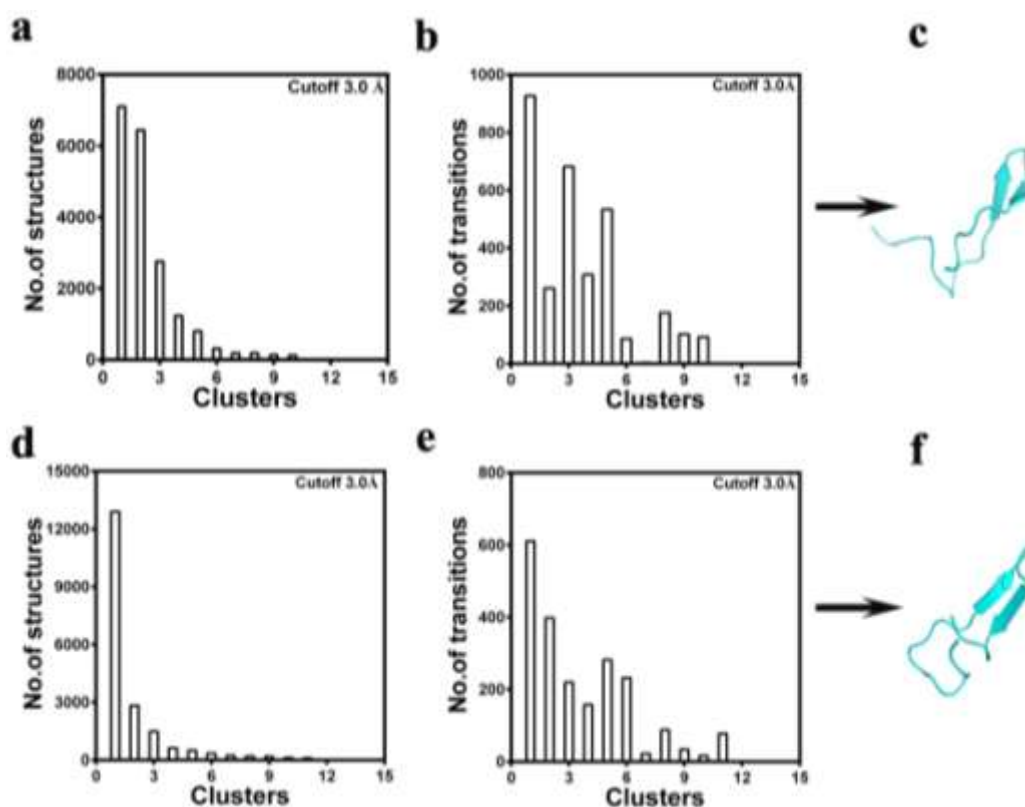 a
b
c
8000
6000
4000
2000
0
No.of structures
Cutoff 3.0 Å
0 3 6 9 12 15
Clusters
1000
800
600
400
200
0
No.of transitions
Cutoff 3.0Å
0 3 6 9 12 15
Clusters
d
e
f
15000
12000
9000
6000
3000
0
No.of structures
Cutoff 3.0Å
0 3 6 9 12 15
Clusters
800
600
400
200
0
No.of transitions
Cutoff 3.0Å
0 3 6 9 12 15
Clusters